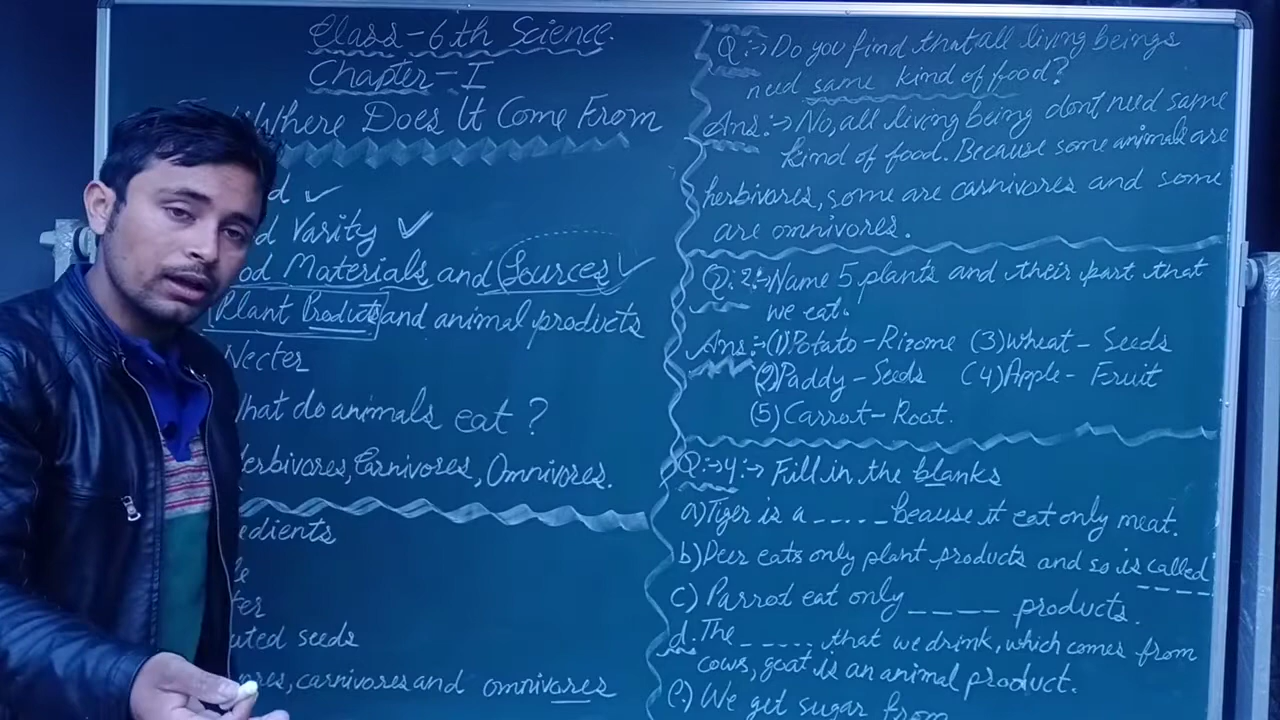 Class-6th Science.
Chapter-I
Where Does It Come From
Varity
Materials and Sources
Plant Products and animal products
Necter
What do animals eat ?
Herbivores, Carnivores, Omnivores.
seeds
carnivores and omnivores
Q:-> Do you find that all living beings
need same kind of food?
Ans:-> No, all living being dont need same
kind of food. Because some animals are
herbivores, some are carnivores and some
are omnivores.
Q:2:-> Name 5 plants and their part that
we eat.
Ans:-> (1) Potato - Rizome (3) Wheat - Seeds
(2) Paddy - Seeds (4) Apple - Fruit
(5) Carrot - Root.
Q:->4:-> Fill in the blanks
a) Tiger is a ----- beause it eat only meat.
b) Deer eats only plant products and so is called
----
c) Parrot eat only ---- products.
d. The ----- that we drink, which comes from
cows, goat is an animal product.
e.) We get sugar from